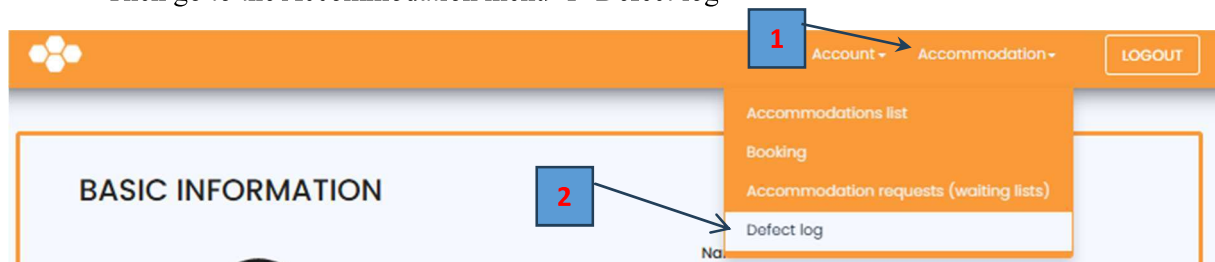 1
Account
Accommodation
LOGOUT
Accommodations list
Booking
Accommodation requests (waiting lists)
Defect log
BASIC INFORMATION
2